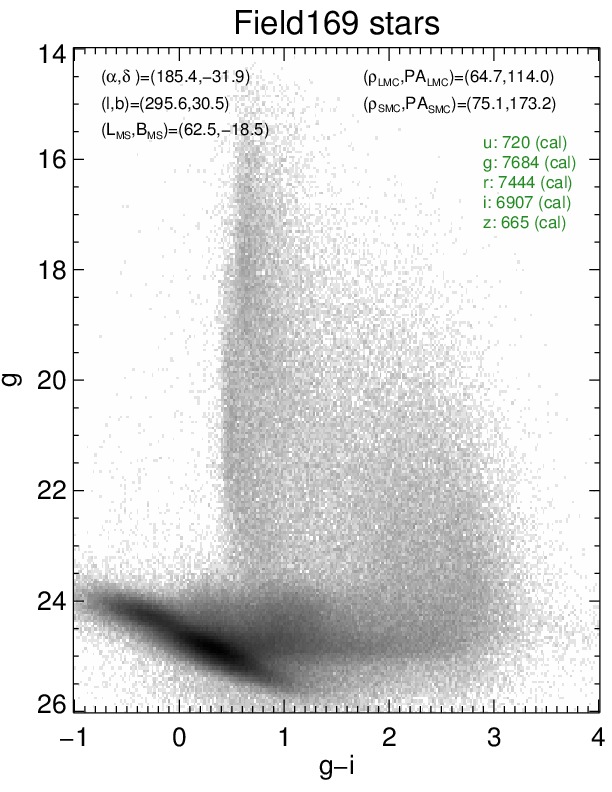 Field169 stars
(α,δ )=(185.4,−31.9)
(ρLMC,PALMC)=(64.7,114.0)
(l,b)=(295.6,30.5)
(ρSMC,PASMC)=(75.1,173.2)
(LMS,BMS)=(62.5,−18.5)
u: 720 (cal)
g: 7684 (cal)
r: 7444 (cal)
i: 6907 (cal)
z: 665 (cal)
14
16
18
20
22
24
26
g
−1 0 1 2 3 4
g−i